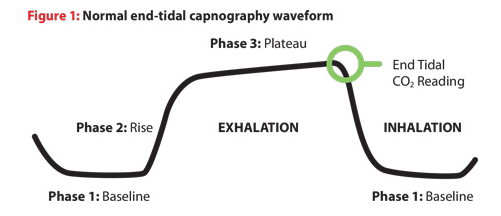 Figure 1: Normal end-tidal capnography waveform
Phase 3: Plateau
End Tidal
CO₂ Reading
Phase 2: Rise
EXHALATION
INHALATION
Phase 1: Baseline
Phase 1: Baseline